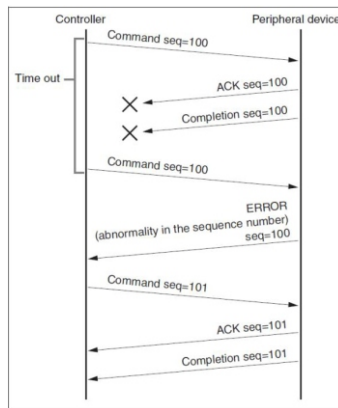 Controller
Peripheral device
Command seq=100
Time out
ACK seq=100
Completion seq=100
Command seq=100
ERROR
(abnormality in the sequence number)
seq=100
Command seq=101
ACK seq=101
Completion seq=101